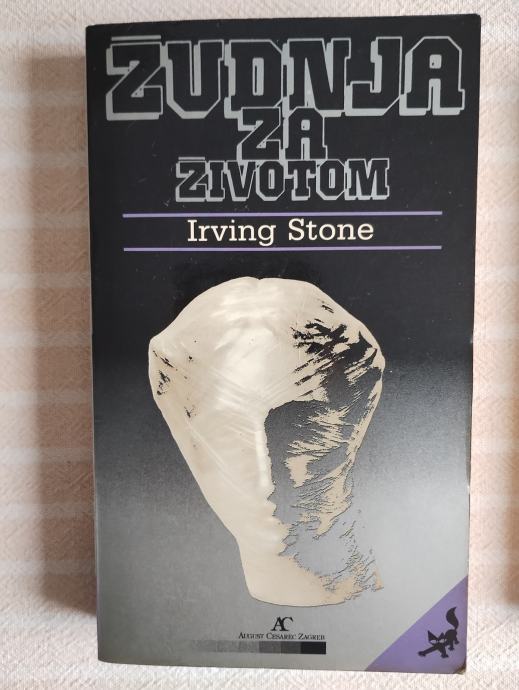 ŽUDNJA
ZA
ŽIVOTOM
Irving Stone
AC
AUGUST CESAREC ZAGREB